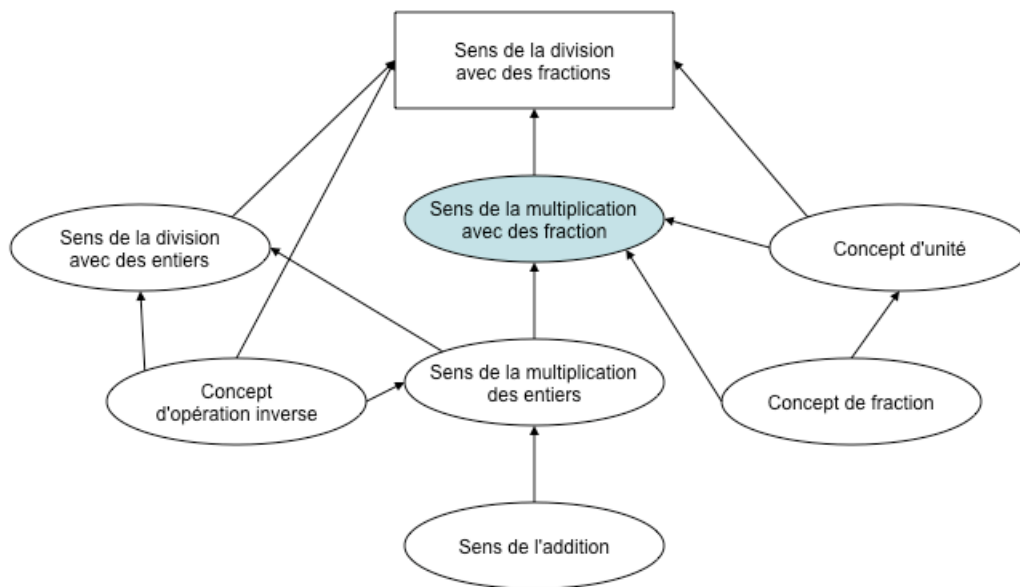 Sens de la division
avec des fractions
Sens de la multiplication
avec des fraction
Sens de la division
avec des entiers
Concept d'unité
Sens de la multiplication
des entiers
Concept
d'opération inverse
Concept de fraction
Sens de l'addition